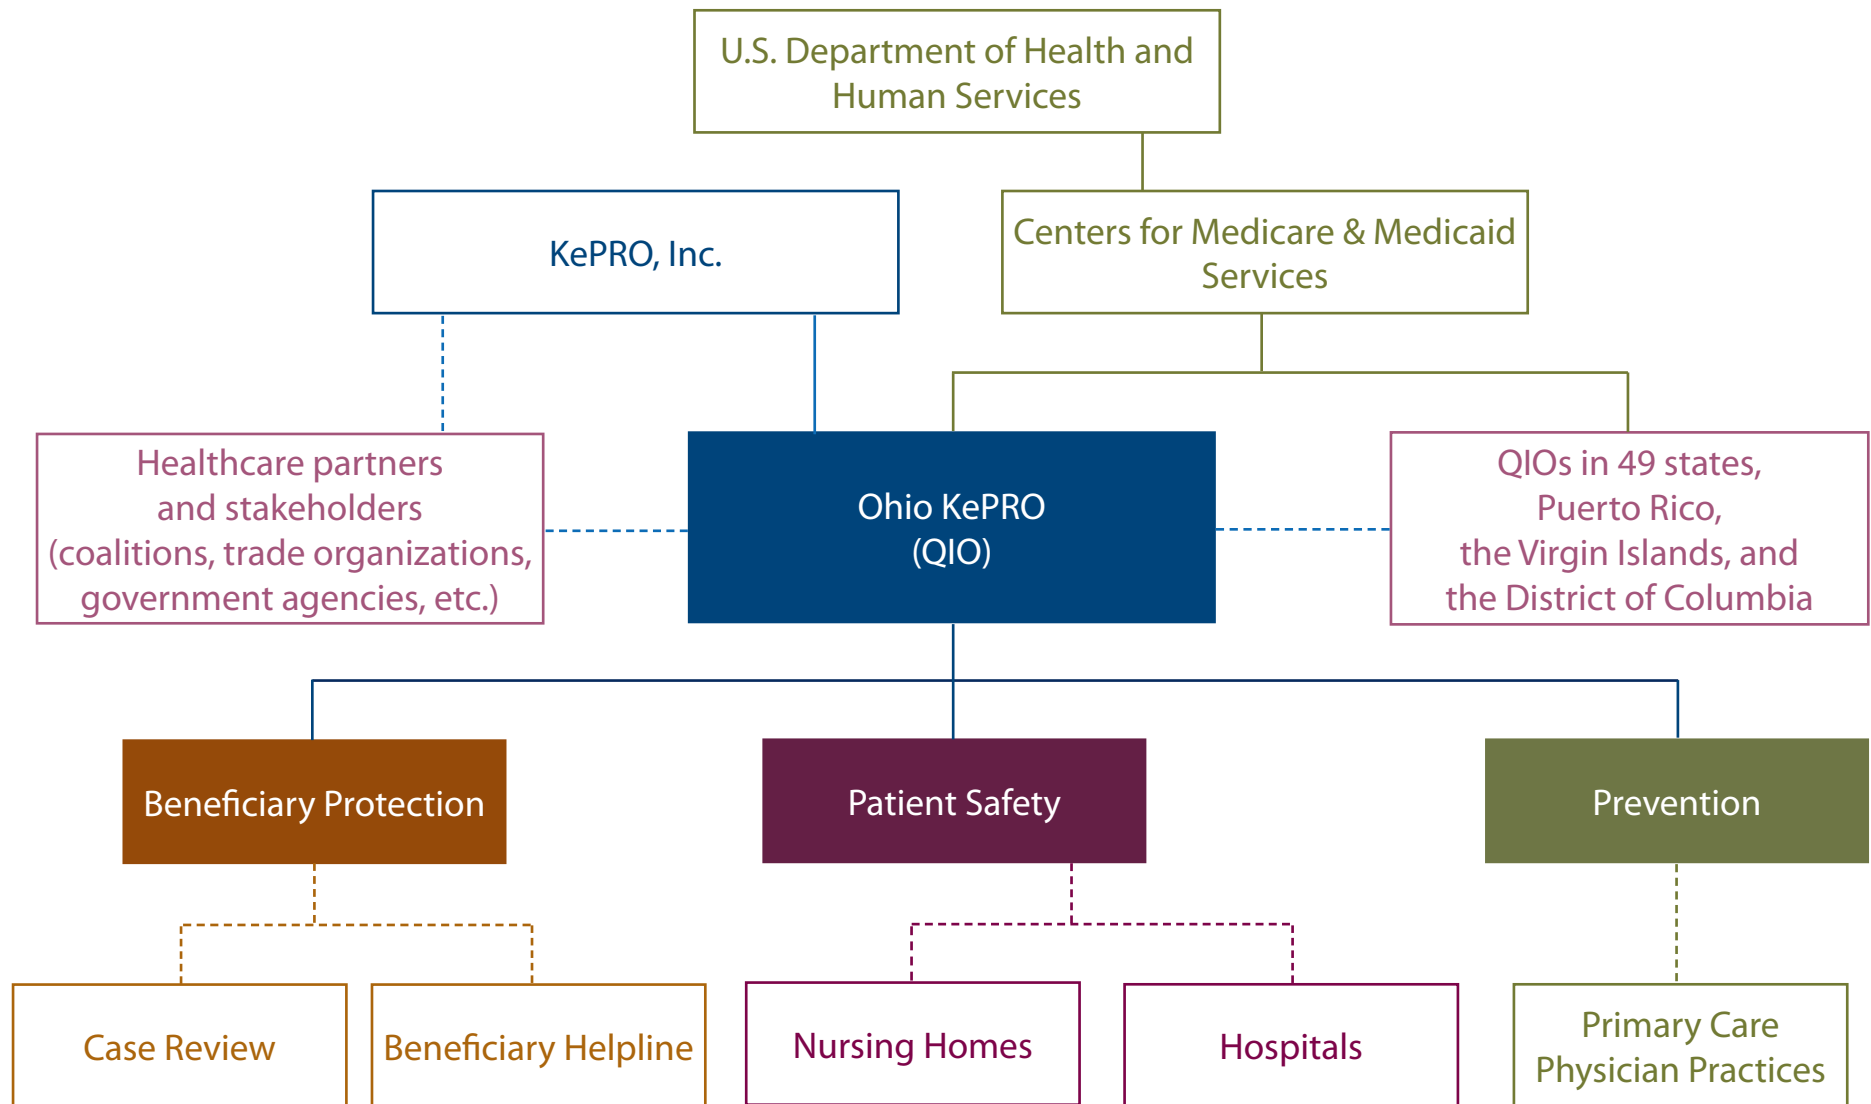 U.S. Department of Health and
Human Services
KePRO, Inc.
Centers for Medicare & Medicaid
Services
Healthcare partners
and stakeholders
(coalitions, trade organizations,
government agencies, etc.)
Ohio KePRO
(QIO)
QIOs in 49 states,
Puerto Rico,
the Virgin Islands, and
the District of Columbia
Beneficiary Protection
Patient Safety
Prevention
Case Review
Beneficiary Helpline
Nursing Homes
Hospitals
Primary Care
Physician Practices